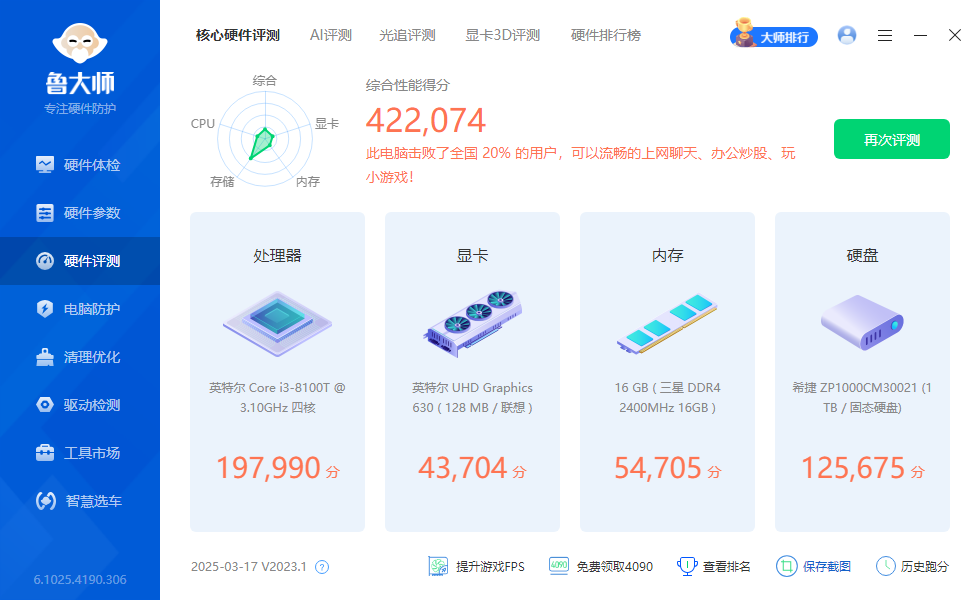 鲁大师
专注硬件防护
硬件体检
硬件参数
硬件评测
电脑防护
清理优化
驱动检测
工具市场
智慧选车
6.1025.4190.306
核心硬件评测 AI评测 光追评测 显卡3D评测 硬件排行榜 大师排行
综合
CPU 显卡
存储 内存
综合性能得分
422,074
此电脑击败了全国 20% 的用户，可以流畅的上网聊天、办公炒股、玩
小游戏！
再次评测
处理器
英特尔 Core i3-8100T @
3.10GHz 四核
197,990 分
显卡
英特尔 UHD Graphics
630 ( 128 MB / 联想 )
43,704 分
内存
16 GB ( 三星 DDR4
2400MHz 16GB )
54,705 分
硬盘
希捷 ZP1000CM30021 (1
TB / 固态硬盘)
125,675 分
2025-03-17 V2023.1 ? 提升游戏FPS 4090 免费领取4090 查看排名 保存截图 历史跑分